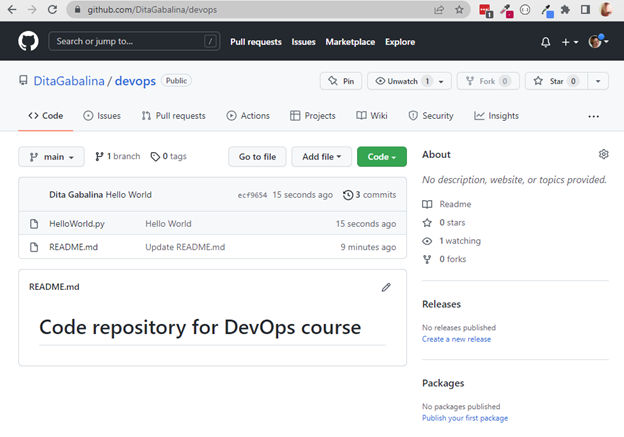 github.com/DitaGabalina/devops
1
Search or jump to... /
Pull requests Issues Marketplace Explore
DitaGabalina / devops Public
Pin
Unwatch 1
Fork 0
Star 0
Code Issues Pull requests Actions Projects Wiki Security Insights
main 1 branch 0 tags
Go to file Add file Code
Dita Gabalina Hello World ecf9654 15 seconds ago 3 commits
HelloWorld.py Hello World 15 seconds ago
README.md Update README.md 9 minutes ago
README.md
Code repository for DevOps course
About
No description, website, or topics provided.
Readme
0 stars
1 watching
0 forks
Releases
No releases published
Create a new release
Packages
No packages published
Publish your first package